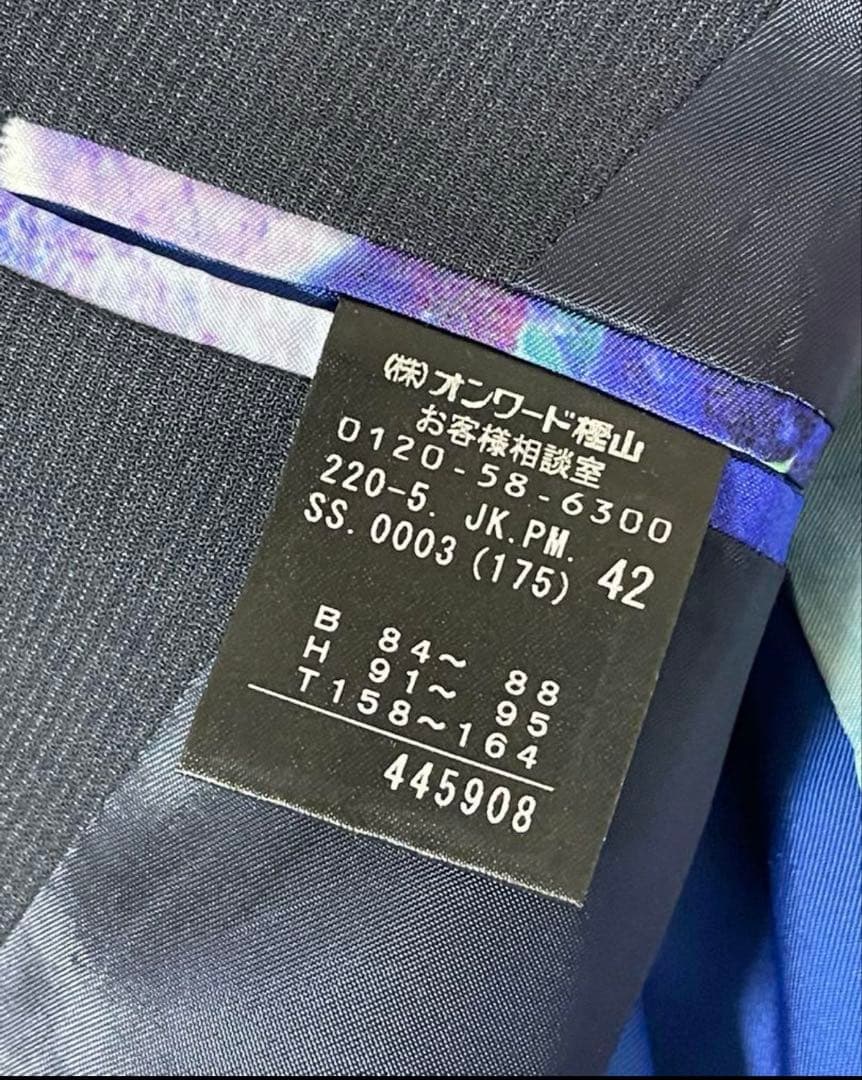 (株)オンワード樫山
お客様相談室
0120-58-6300
220-5. JK.PM. 42
SS.0003(175)
B 84~ 88
H 91~ 95
T158~164
445908